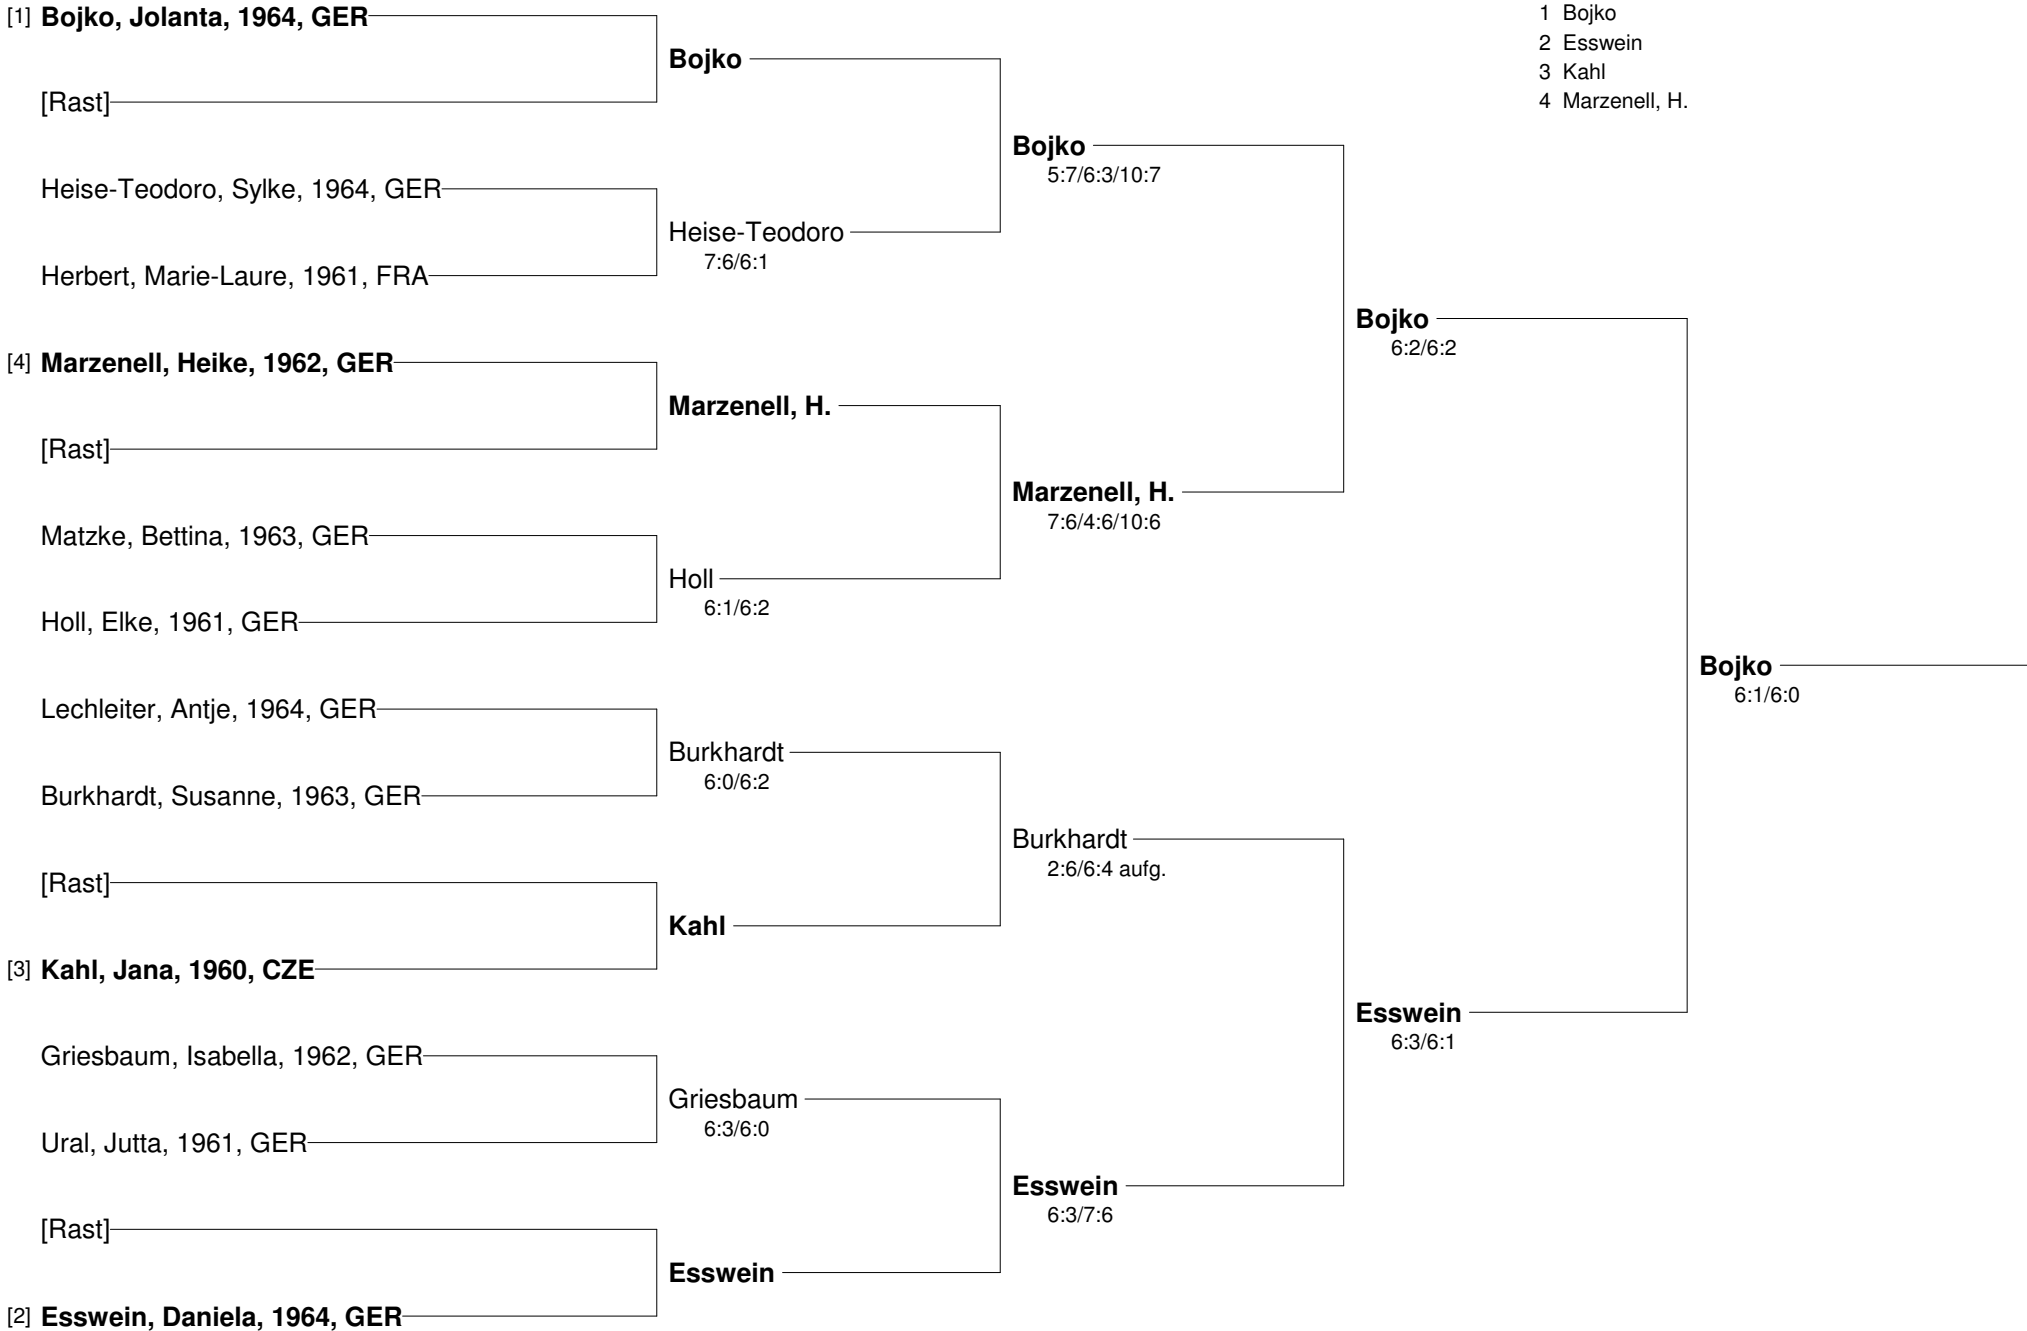 [1] Bojko, Jolanta, 1964, GER
[Rast]
Heise-Teodoro, Sylke, 1964, GER
Herbert, Marie-Laure, 1961, FRA
[4] Marzenell, Heike, 1962, GER
[Rast]
Matzke, Bettina, 1963, GER
Holl, Elke, 1961, GER
Lechleiter, Antje, 1964, GER
Burkhardt, Susanne, 1963, GER
[Rast]
[3] Kahl, Jana, 1960, CZE
Griesbaum, Isabella, 1962, GER
Ural, Jutta, 1961, GER
[Rast]
[2] Esswein, Daniela, 1964, GER
Bojko
Heise-Teodoro
7:6/6:1
Marzenell, H.
Holl
6:1/6:2
Burkhardt
6:0/6:2
Kahl
Griesbaum
6:3/6:0
Esswein
Bojko
5:7/6:3/10:7
Marzenell, H.
7:6/4:6/10:6
Burkhardt
2:6/6:4 aufg.
Esswein
6:3/7:6
Bojko
6:2/6:2
Esswein
6:3/6:1
Bojko
6:1/6:0
1 Bojko
2 Esswein
3 Kahl
4 Marzenell, H.